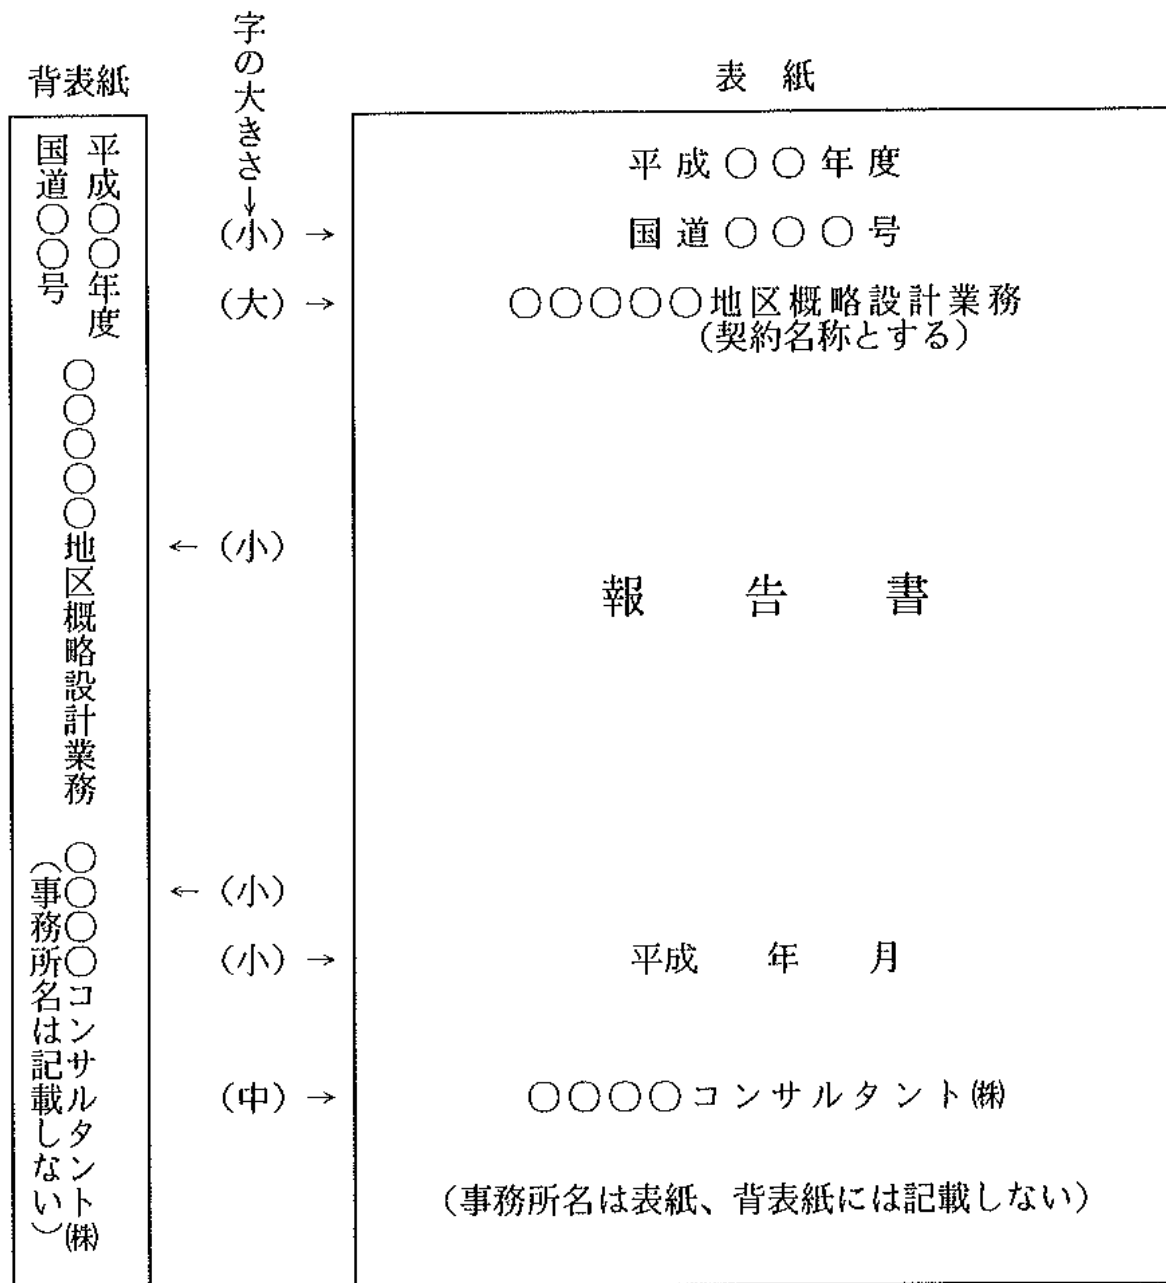 背表紙
平成○○年度
国道○○号
○○○○○地区概略設計業務
○○○○コンサルタント㈱
（事務所名は記載しない）
字の大きさ↓
（小）→
（大）→
←（小）
←（小）
（小）→
（中）→
表　紙
平成○○年度
国道○○○号
○○○○○地区概略設計業務
（契約名称とする）
報　告　書
平成　年　月
○○○○コンサルタント㈱
（事務所名は表紙、背表紙には記載しない）